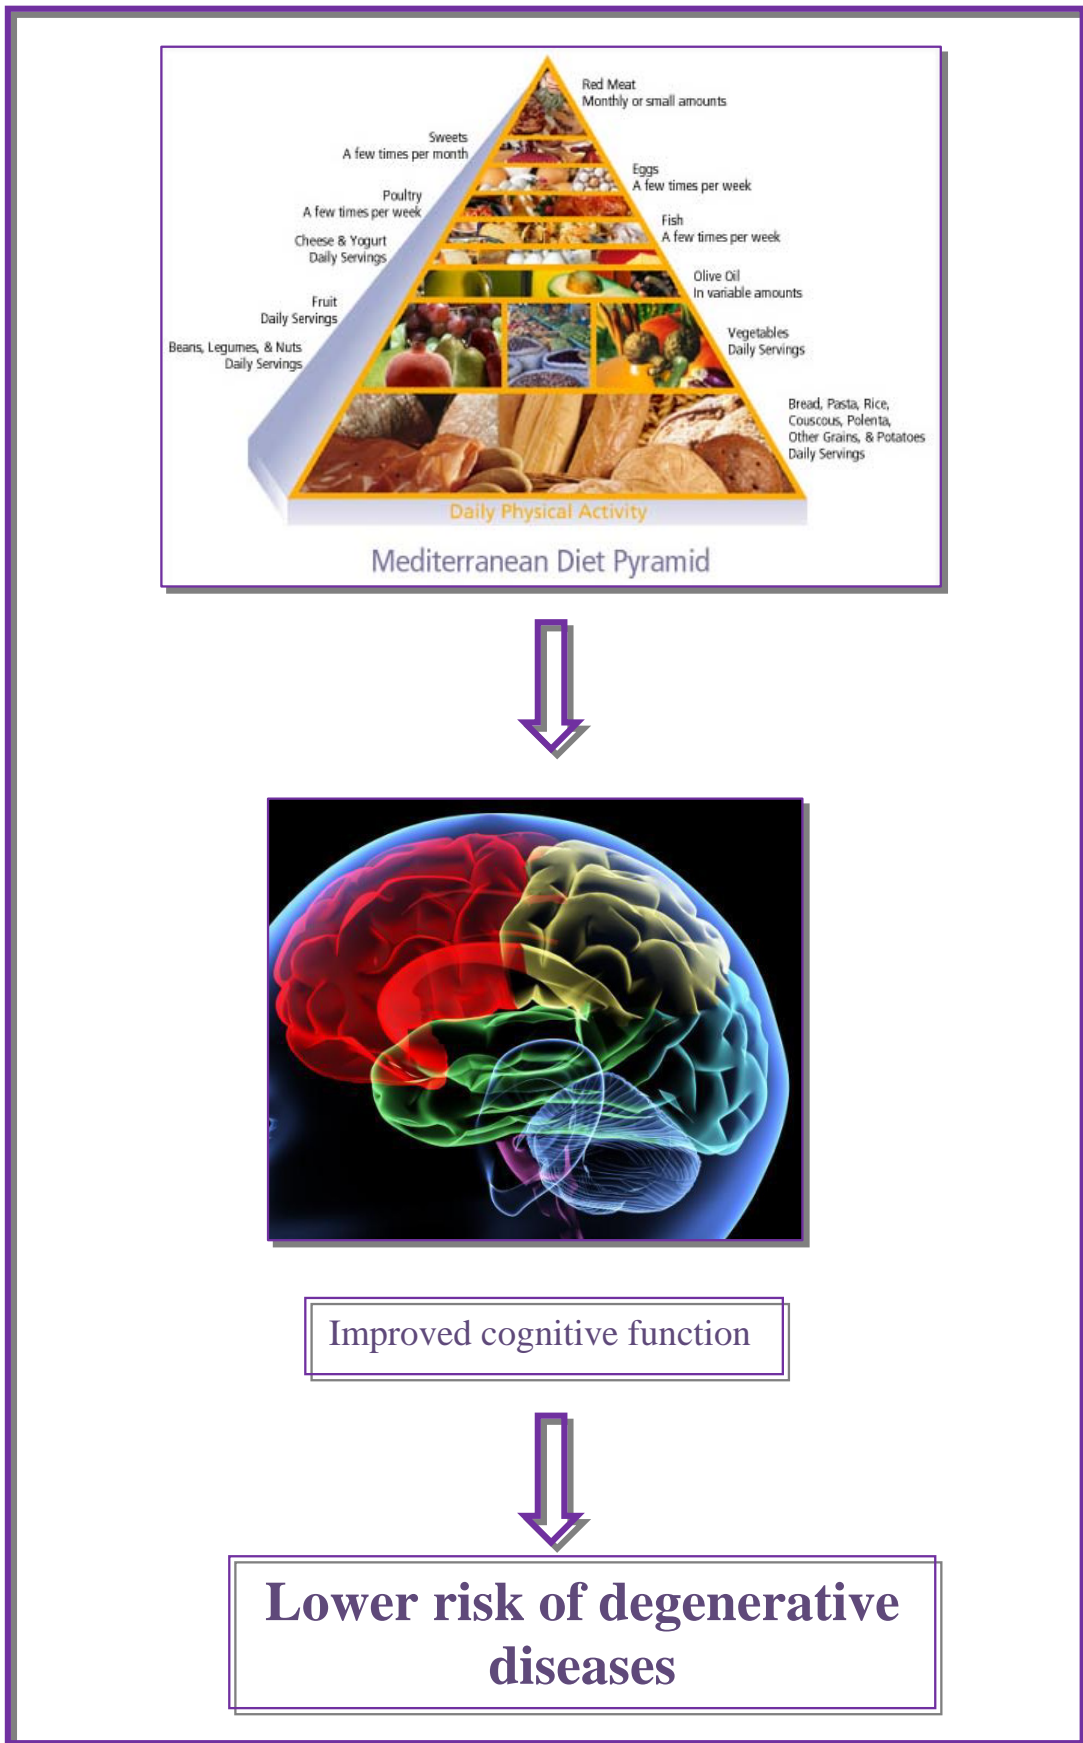 Red Meat
Monthly or small amounts
Sweets
A few times per month
Eggs
A few times per week
Poultry
A few times per week
Fish
A few times per week
Cheese & Yogurt
Daily Servings
Olive Oil
In variable amounts
Fruit
Daily Servings
Vegetables
Daily Servings
Beans, Legumes, & Nuts
Daily Servings
Bread, Pasta, Rice,
Couscous, Polenta,
Other Grains, & Potatoes
Daily Servings
Daily Physical Activity
Mediterranean Diet Pyramid
Improved cognitive function
Lower risk of degenerative
diseases